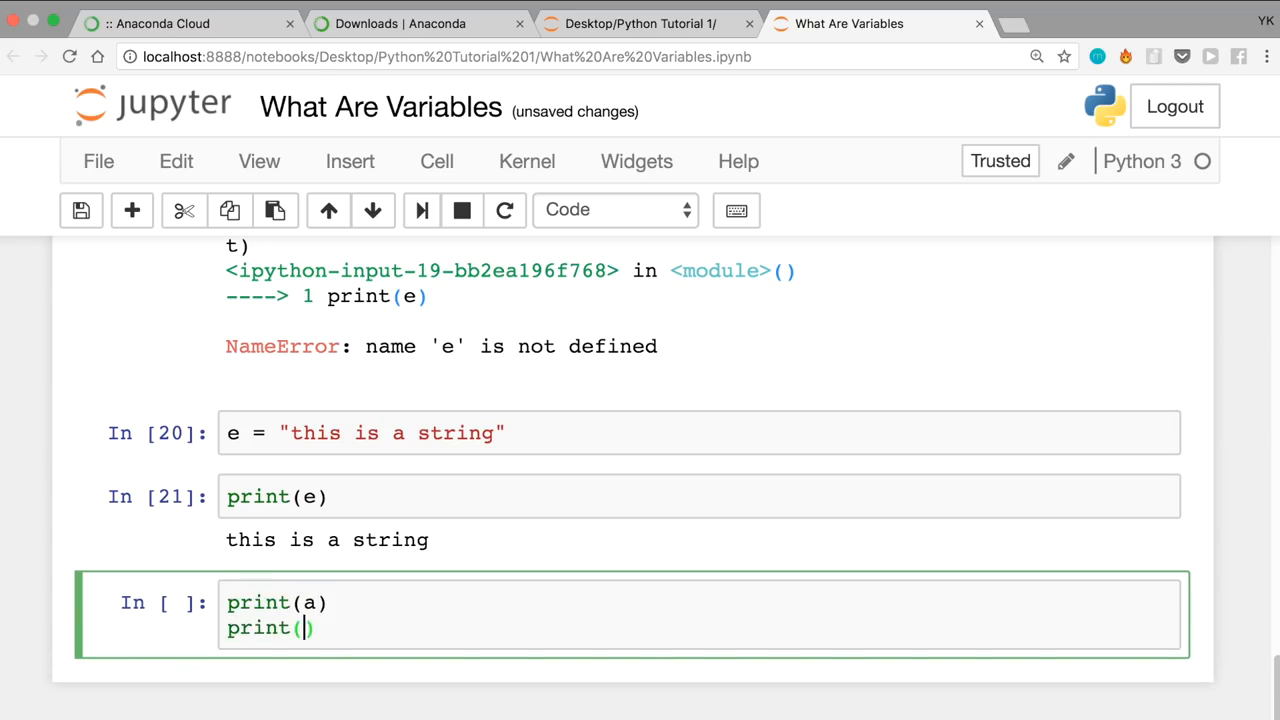 :: Anaconda Cloud
Downloads | Anaconda
Desktop/Python Tutorial 1/
What Are Variables
YK
localhost:8888/notebooks/Desktop/Python%20Tutorial%201/What%20Are%20Variables.ipynb
jupyter What Are Variables (unsaved changes)
Logout
File Edit View Insert Cell Kernel Widgets Help
Trusted
Python 3
Code
t)
<ipython-input-19-bb2ea196f768> in <module>()
----> 1 print(e)
NameError: name 'e' is not defined
In [20]: e = "this is a string"
In [21]: print(e)
this is a string
In [ ]: print(a)
print()